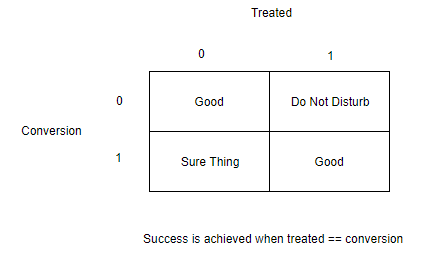 Treated
0 1
0 Good Do Not Disturb
Conversion
1 Sure Thing Good
Success is achieved when treated == conversion